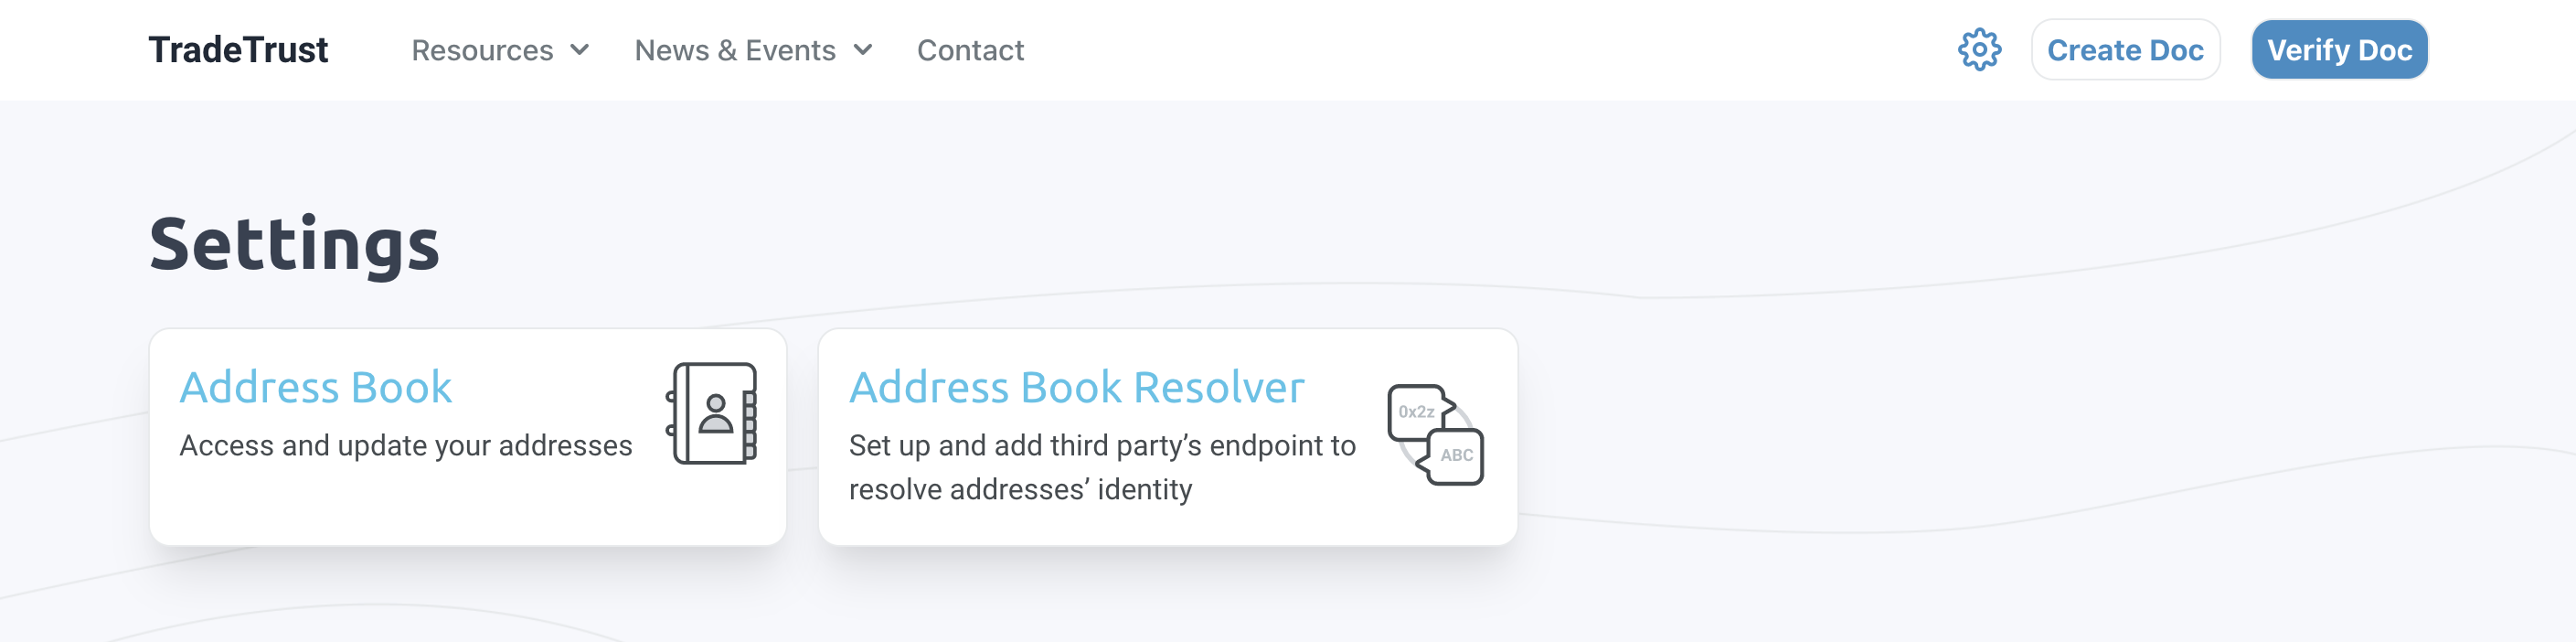 TradeTrust Resources News & Events Contact Create Doc Verify Doc
Settings
Address Book
Access and update your addresses
Address Book Resolver
Set up and add third party’s endpoint to
resolve addresses’ identity
0x2z
ABC